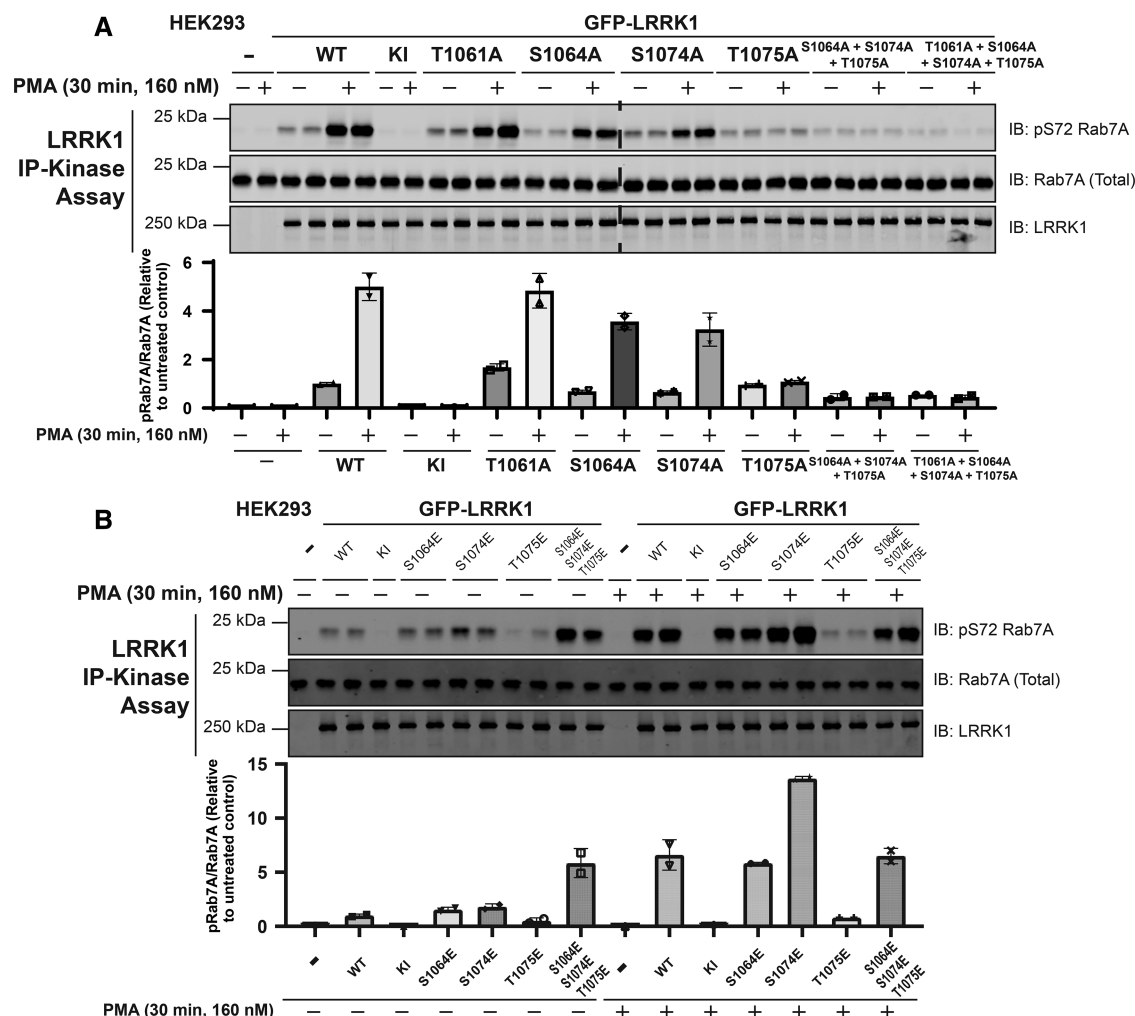 A
HEK293 GFP-LRRK1
– WT KI T1061A S1064A S1074A T1075A S1064A + S1074A + T1075A T1061A + S1064A + S1074A + T1075A
PMA (30 min, 160 nM) – + – + – + – + – + – + – + – + – +
LRRK1 IP-Kinase Assay
25 kDa IB: pS72 Rab7A
25 kDa IB: Rab7A (Total)
250 kDa IB: LRRK1
pRab7A/Rab7A (Relative
to untreated control)
6
4
2
0
PMA (30 min, 160 nM) – + – + – + – + – + – + – + – + – +
– WT KI T1061A S1064A S1074A T1075A S1064A + S1074A + T1075A T1061A + S1064A + S1074A + T1075A
B
HEK293 GFP-LRRK1 GFP-LRRK1
– WT KI S1064E S1074E T1075E S1064E S1074E T1075E – WT KI S1064E S1074E T1075E S1064E S1074E T1075E
PMA (30 min, 160 nM) – – – – – – – + + + + + + +
LRRK1 IP-Kinase Assay
25 kDa IB: pS72 Rab7A
25 kDa IB: Rab7A (Total)
250 kDa IB: LRRK1
pRab7A/Rab7A (Relative
to untreated control)
15
10
5
0
– WT KI S1064E S1074E T1075E S1064E S1074E T1075E – WT KI S1064E S1074E T1075E S1064E S1074E T1075E
PMA (30 min, 160 nM) – – – – – – – + + + + + + +